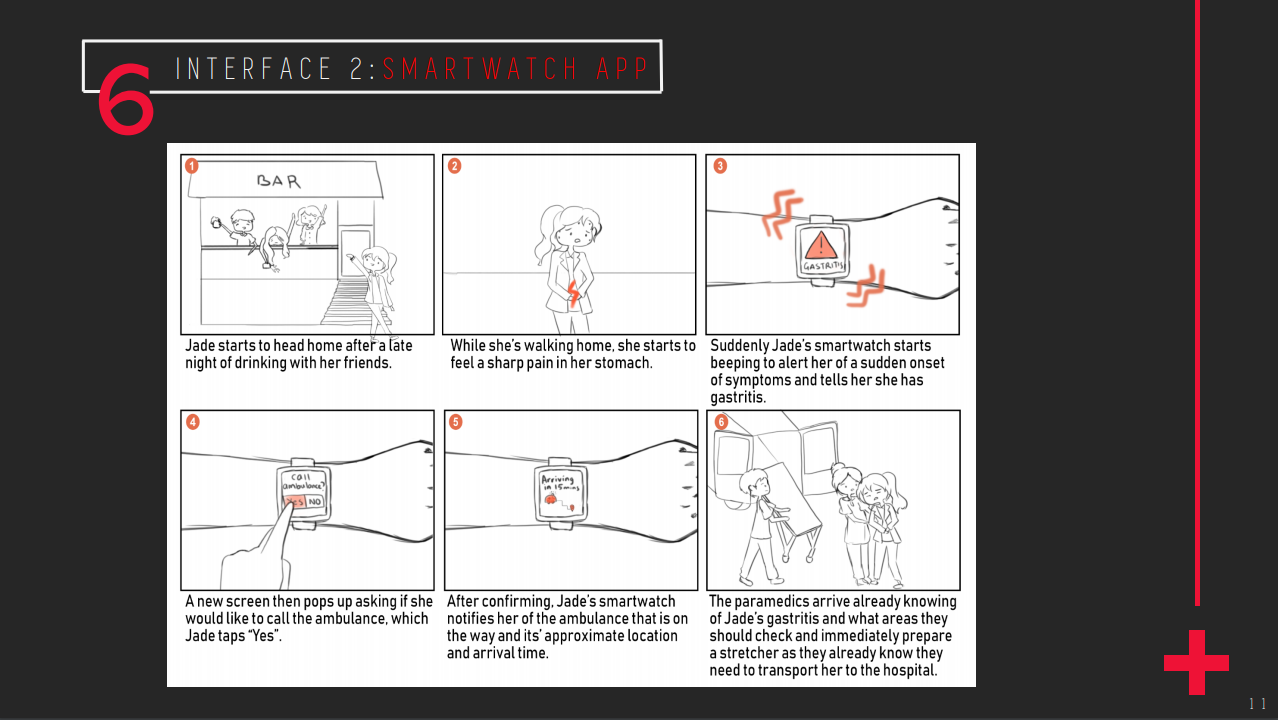 6
INTERFACE 2:SMARTWATCH APP
1
BAR
Jade starts to head home after a late
night of drinking with her friends.
2
While she's walking home, she starts to
feel a sharp pain in her stomach.
3
GASTRITIS
Suddenly Jade's smartwatch starts
beeping to alert her of a sudden onset
of symptoms and tells her she has
gastritis.
4
call
ambulance?
YES NO
A new screen then pops up asking if she
would like to call the ambulance, which
Jade taps “Yes”.
5
Arriving
in 15 mins
After confirming, Jade's smartwatch
notifies her of the ambulance that is on
the way and its' approximate location
and arrival time.
6
The paramedics arrive already knowing
of Jade's gastritis and what areas they
should check and immediately prepare
a stretcher as they already know they
need to transport her to the hospital.
11